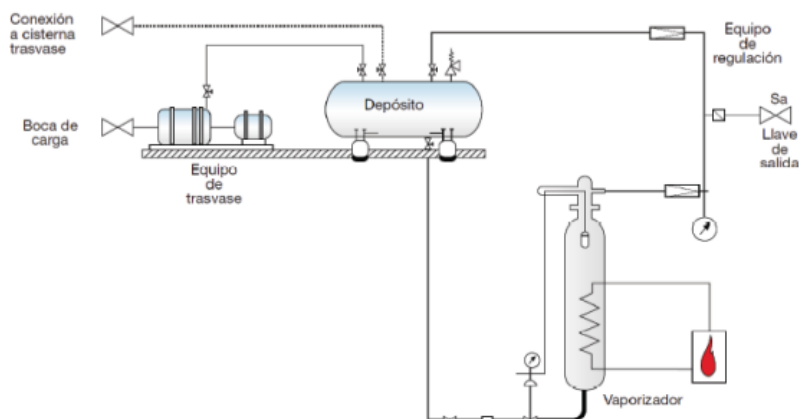 Conexión
a cisterna
trasvase
Equipo
de
regulación
Depósito
Sa
Llave
de
salida
Boca de
carga
Equipo
de
trasvase
Vaporizador